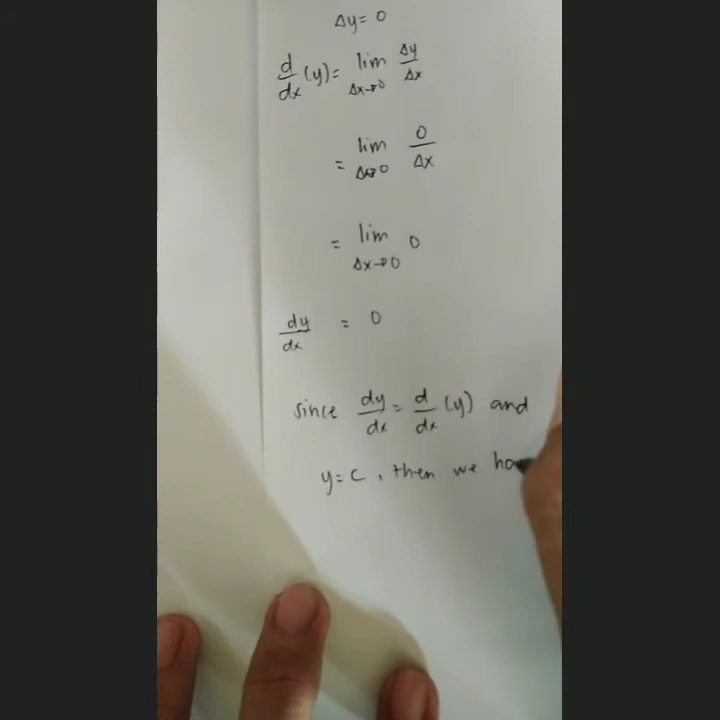 Δy = 0
d/dx (y) = lim Δx→0 Δy/Δx
= lim Δx→0 0/Δx
= lim Δx→0 0
dy/dx = 0
since dy/dx = d/dx (y) and
y = c, then we